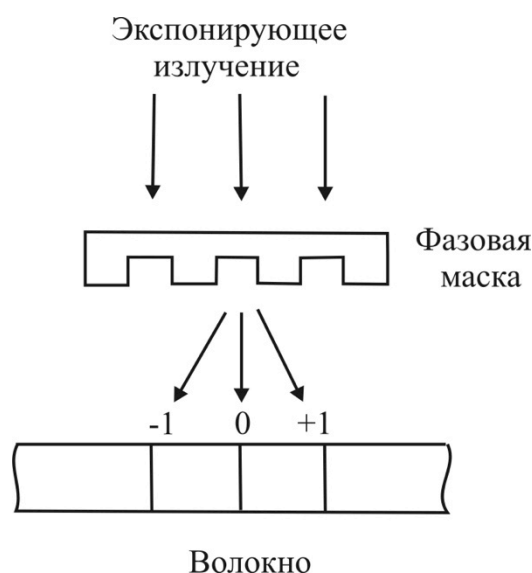 Экспонирующее
излучение
Фазовая
маска
-1 0 +1
Волокно